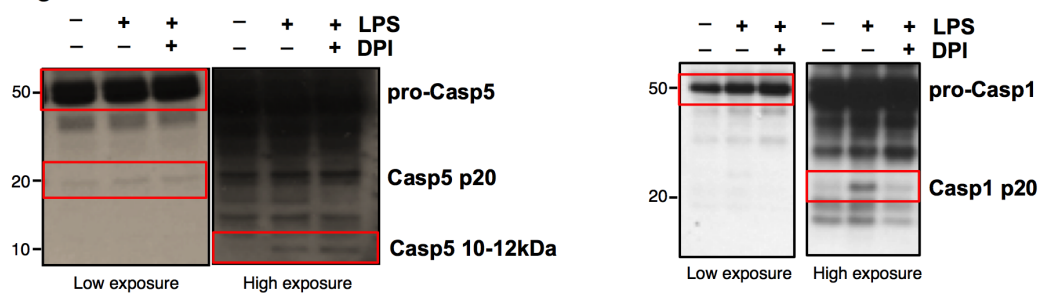 – + + – + + LPS
– – + – – + DPI
50-
pro-Casp5
20-
Casp5 p20
10-
Casp5 10-12kDa
Low exposure High exposure
– + + – + + LPS
– – + – – + DPI
50-
pro-Casp1
20-
Casp1 p20
Low exposure High exposure